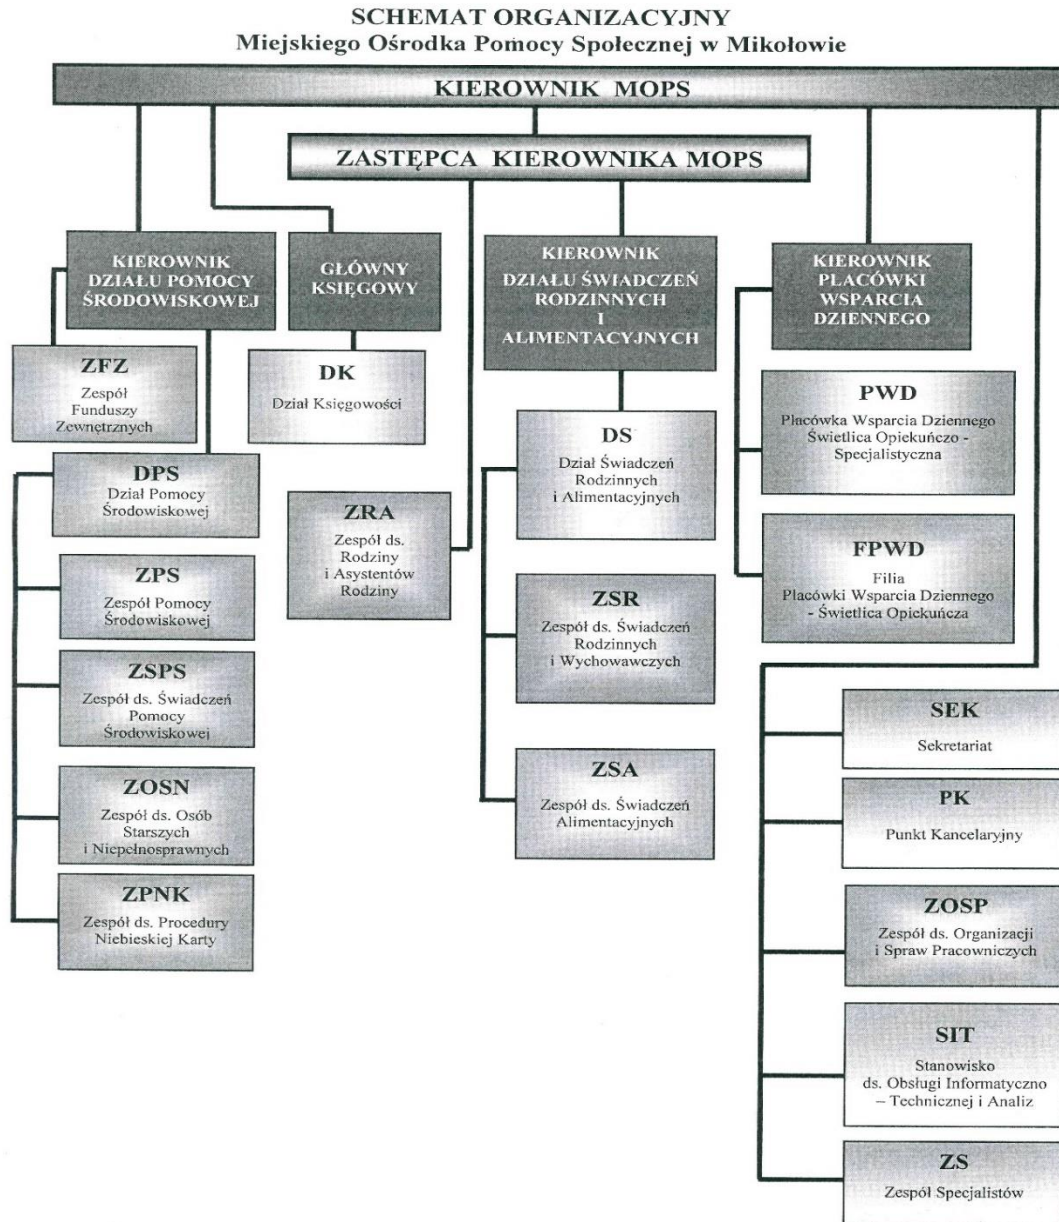 SCHEMAT ORGANIZACYJNY
Miejskiego Ośrodka Pomocy Społecznej w Mikołowie
KIEROWNIK MOPS
ZASTĘPCA KIEROWNIKA MOPS
KIEROWNIK
DZIAŁU POMOCY
ŚRODOWISKOWEJ
GŁÓWNY
KSIĘGOWY
KIEROWNIK
DZIAŁU ŚWIADCZEŃ
RODZINNYCH
I
ALIMENTACYJNYCH
KIEROWNIK
PLACÓWKI
WSPARCIA
DZIENNEGO
ZFZ
Zespół
Funduszy
Zewnętrznych
DK
Dział Księgowości
DPS
Dział Pomocy
Środowiskowej
ZPS
Zespół Pomocy
Środowiskowej
ZSPS
Zespół ds. Świadczeń
Pomocy
Środowiskowej
ZOSN
Zespół ds. Osób
Starszych
i Niepełnosprawnych
ZPNK
Zespół ds. Procedury
Niebieskiej Karty
ZRA
Zespół ds.
Rodziny
i Asystentów
Rodziny
DS
Dział Świadczeń
Rodzinnych
i Alimentacyjnych
ZSR
Zespół ds. Świadczeń
Rodzinnych
i Wychowawczych
ZSA
Zespół ds. Świadczeń
Alimentacyjnych
PWD
Placówka Wsparcia Dziennego
Świetlica Opiekuńczo -
Specjalistyczna
FPWD
Filia
Placówki Wsparcia Dziennego
- Świetlica Opiekuńcza
SEK
Sekretariat
PK
Punkt Kancelaryjny
ZOSP
Zespół ds. Organizacji
i Spraw Pracowniczych
SIT
Stanowisko
ds. Obsługi Informatyczno
– Technicznej i Analiz
ZS
Zespół Specjalistów